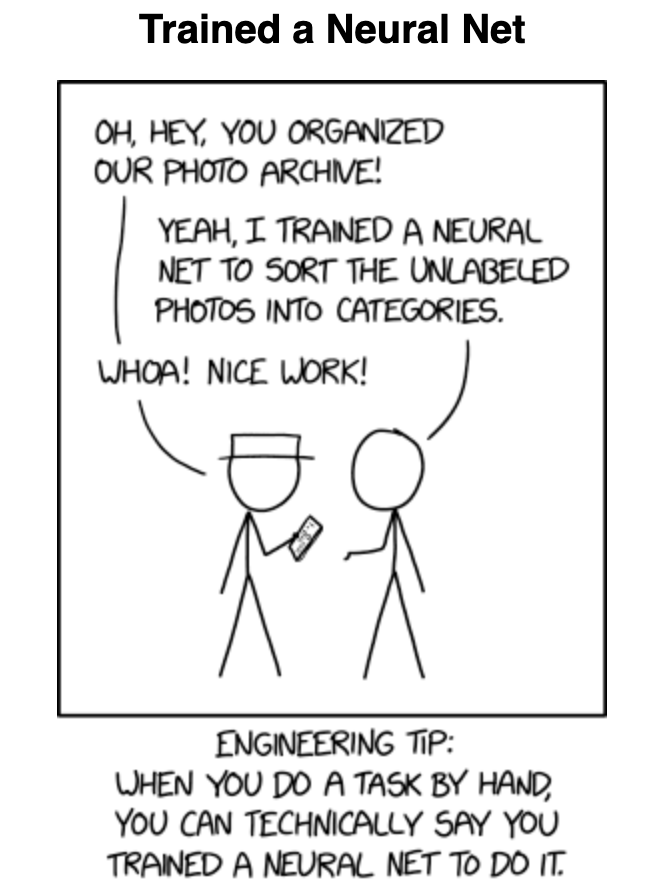 Trained a Neural Net
OH, HEY, YOU ORGANIZED
OUR PHOTO ARCHIVE!
YEAH, I TRAINED A NEURAL
NET TO SORT THE UNLABELED
PHOTOS INTO CATEGORIES.
WHOA! NICE WORK!
ENGINEERING TIP:
WHEN YOU DO A TASK BY HAND,
YOU CAN TECHNICALLY SAY YOU
TRAINED A NEURAL NET TO DO IT.